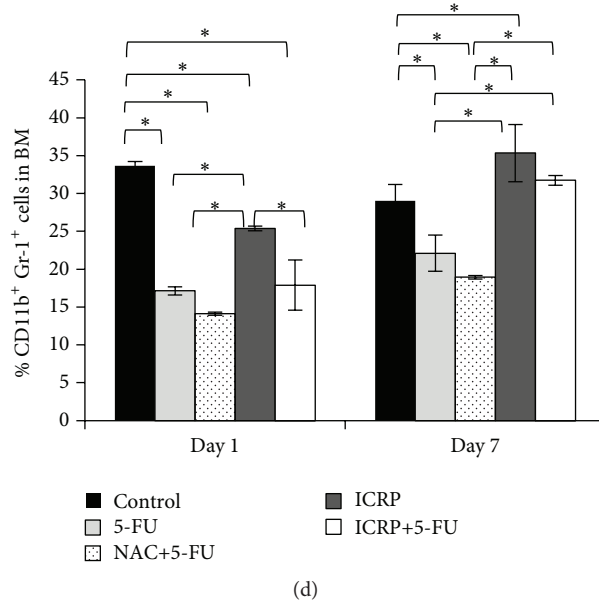 * * * * * * *
* * * * * * * *
45
40
35
30
25
20
15
10
5
0
% CD11b⁺ Gr-1⁺ cells in BM
Day 1 Day 7
Control ICRP
5-FU ICRP+5-FU
NAC+5-FU
(d)